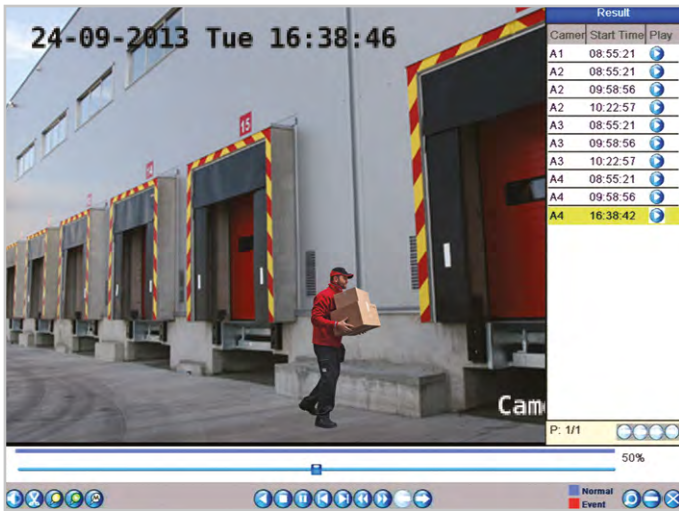 24-09-2013 Tue 16:38:46
15
Result
Camer Start Time Play
A1 08:55:21
A2 08:55:21
A2 09:58:56
A2 10:22:57
A3 08:55:21
A3 09:58:56
A3 10:22:57
A4 08:55:21
A4 09:58:56
A4 16:38:42
Cam
P: 1/1
50%
Normal
Event